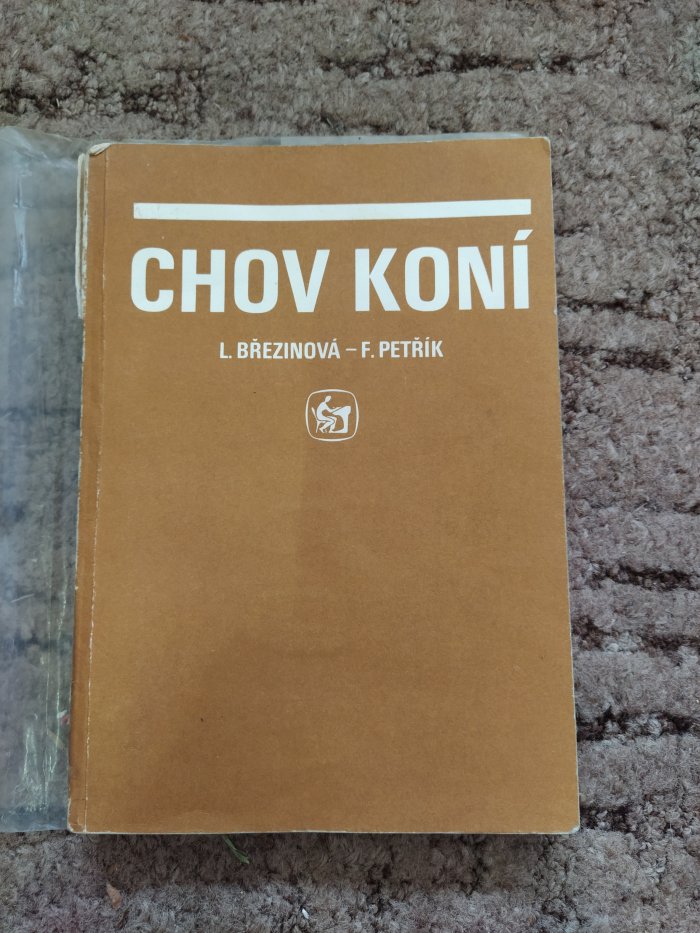 CHOV KONÍ
L. BŘEZINOVÁ – F. PETŘÍK